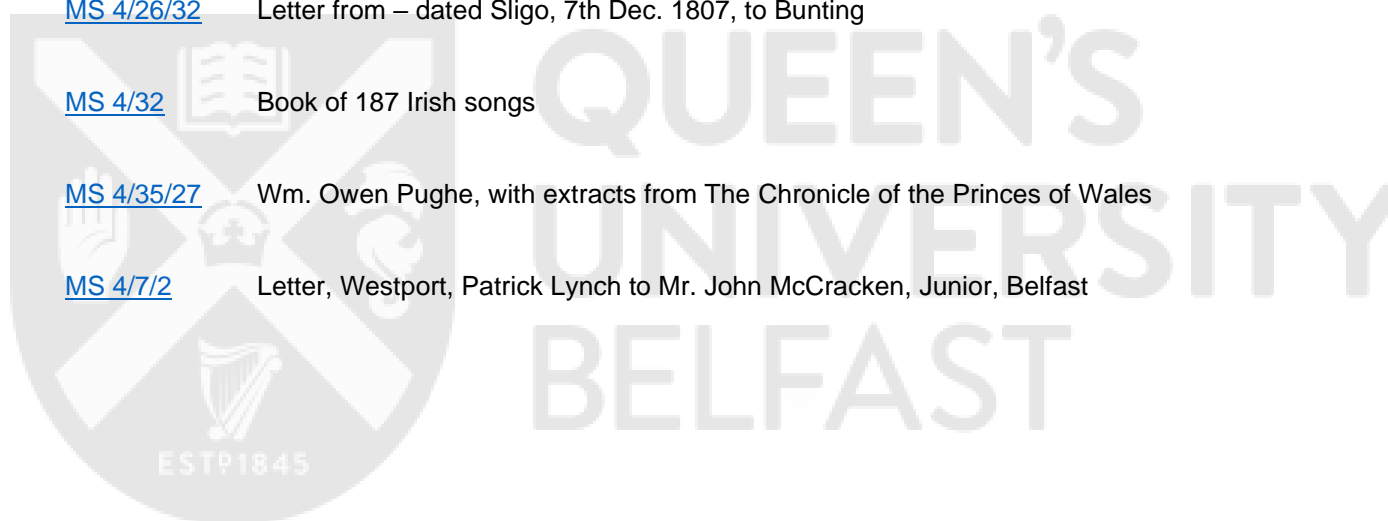 MS 4/26/32 Letter from – dated Sligo, 7th Dec. 1807, to Bunting
MS 4/32 Book of 187 Irish songs
MS 4/35/27 Wm. Owen Pughe, with extracts from The Chronicle of the Princes of Wales
MS 4/7/2 Letter, Westport, Patrick Lynch to Mr. John McCracken, Junior, Belfast
QUEEN'S
UNIVERSITY
BELFAST
ESTD 1845